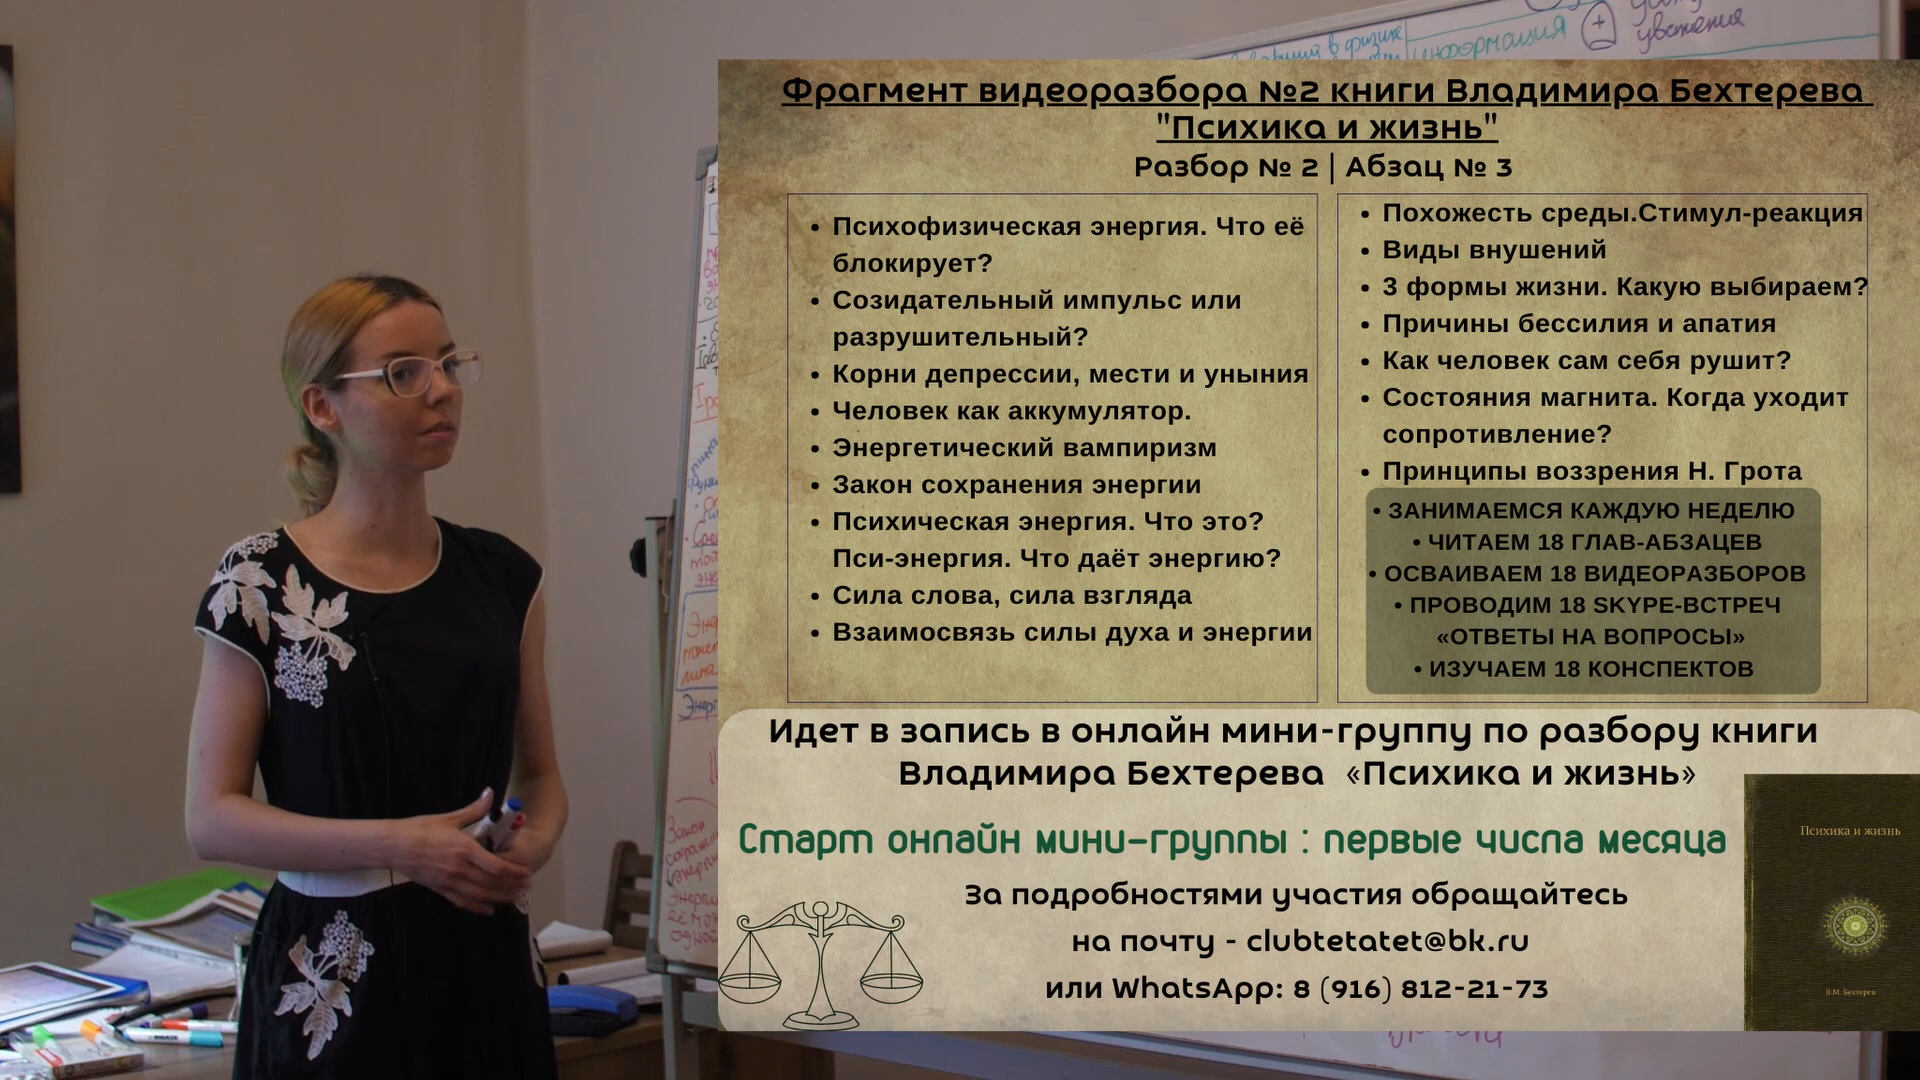 информация
+
уважения
Фрагмент видеоразбора №2 книги Владимира Бехтерева
"Психика и жизнь"
Разбор № 2 | Абзац № 3
• Психофизическая энергия. Что её
блокирует?
• Созидательный импульс или
разрушительный?
• Корни депрессии, мести и уныния
• Человек как аккумулятор.
• Энергетический вампиризм
• Закон сохранения энергии
• Психическая энергия. Что это?
Пси-энергия. Что даёт энергию?
• Сила слова, сила взгляда
• Взаимосвязь силы духа и энергии
• Похожесть среды.Стимул-реакция
• Виды внушений
• 3 формы жизни. Какую выбираем?
• Причины бессилия и апатия
• Как человек сам себя рушит?
• Состояния магнита. Когда уходит
сопротивление?
• Принципы воззрения Н. Грота
• ЗАНИМАЕМСЯ КАЖДУЮ НЕДЕЛЮ
• ЧИТАЕМ 18 ГЛАВ-АБЗАЦЕВ
• ОСВАИВАЕМ 18 ВИДЕОРАЗБОРОВ
• ПРОВОДИМ 18 SKYPE-ВСТРЕЧ
«ОТВЕТЫ НА ВОПРОСЫ»
• ИЗУЧАЕМ 18 КОНСПЕКТОВ
Идет в запись в онлайн мини-группу по разбору книги
Владимира Бехтерева «Психика и жизнь»
Старт онлайн мини-группы : первые числа месяца
За подробностями участия обращайтесь
на почту - clubtetatet@bk.ru
или WhatsApp: 8 (916) 812-21-73
Психика и жизнь
В.М. Бехтерев